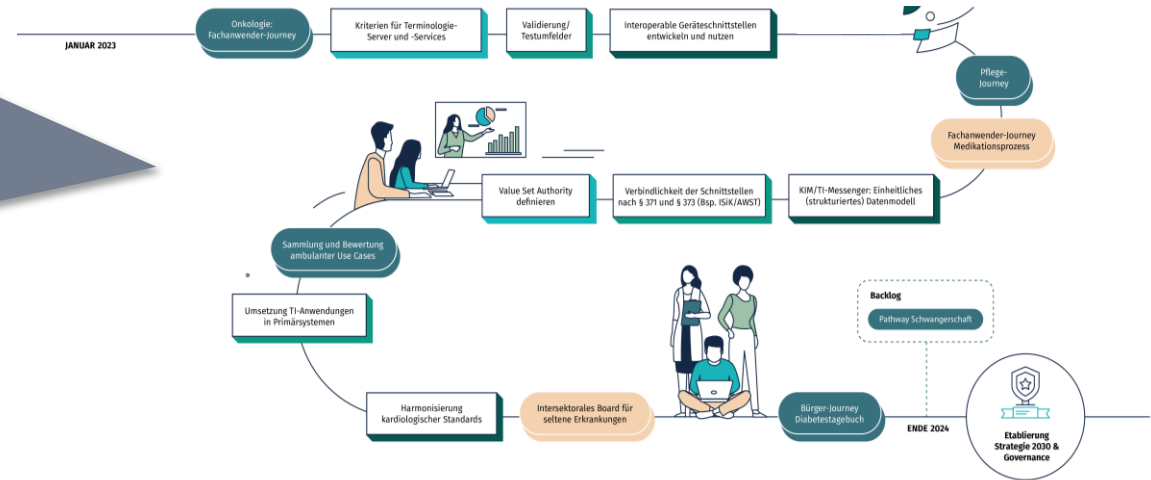 JANUAR 2023
Onkologie:
Fachanwender-Journey
Kriterien für Terminologie-
Server und -Services
Validierung/
Testumfelder
Interoperable Geräteschnittstellen
entwickeln und nutzen
Pflege-
Journey
Fachanwender-Journey
Medikationsprozess
KIM/TI-Messenger: Einheitliches
(strukturiertes) Datenmodell
Verbindlichkeit der Schnittstellen
nach § 371 und § 373 (Bsp. ISiK/AWST)
Value Set Authority
definieren
Sammlung und Bewertung
ambulanter Use Cases
Umsetzung TI-Anwendungen
in Primärsystemen
Harmonisierung
kardiologischer Standards
Intersektorales Board für
seltene Erkrankungen
Bürger-Journey
Diabetestagebuch
Backlog
Pathway Schwangerschaft
ENDE 2024
Etablierung
Strategie 2030 &
Governance